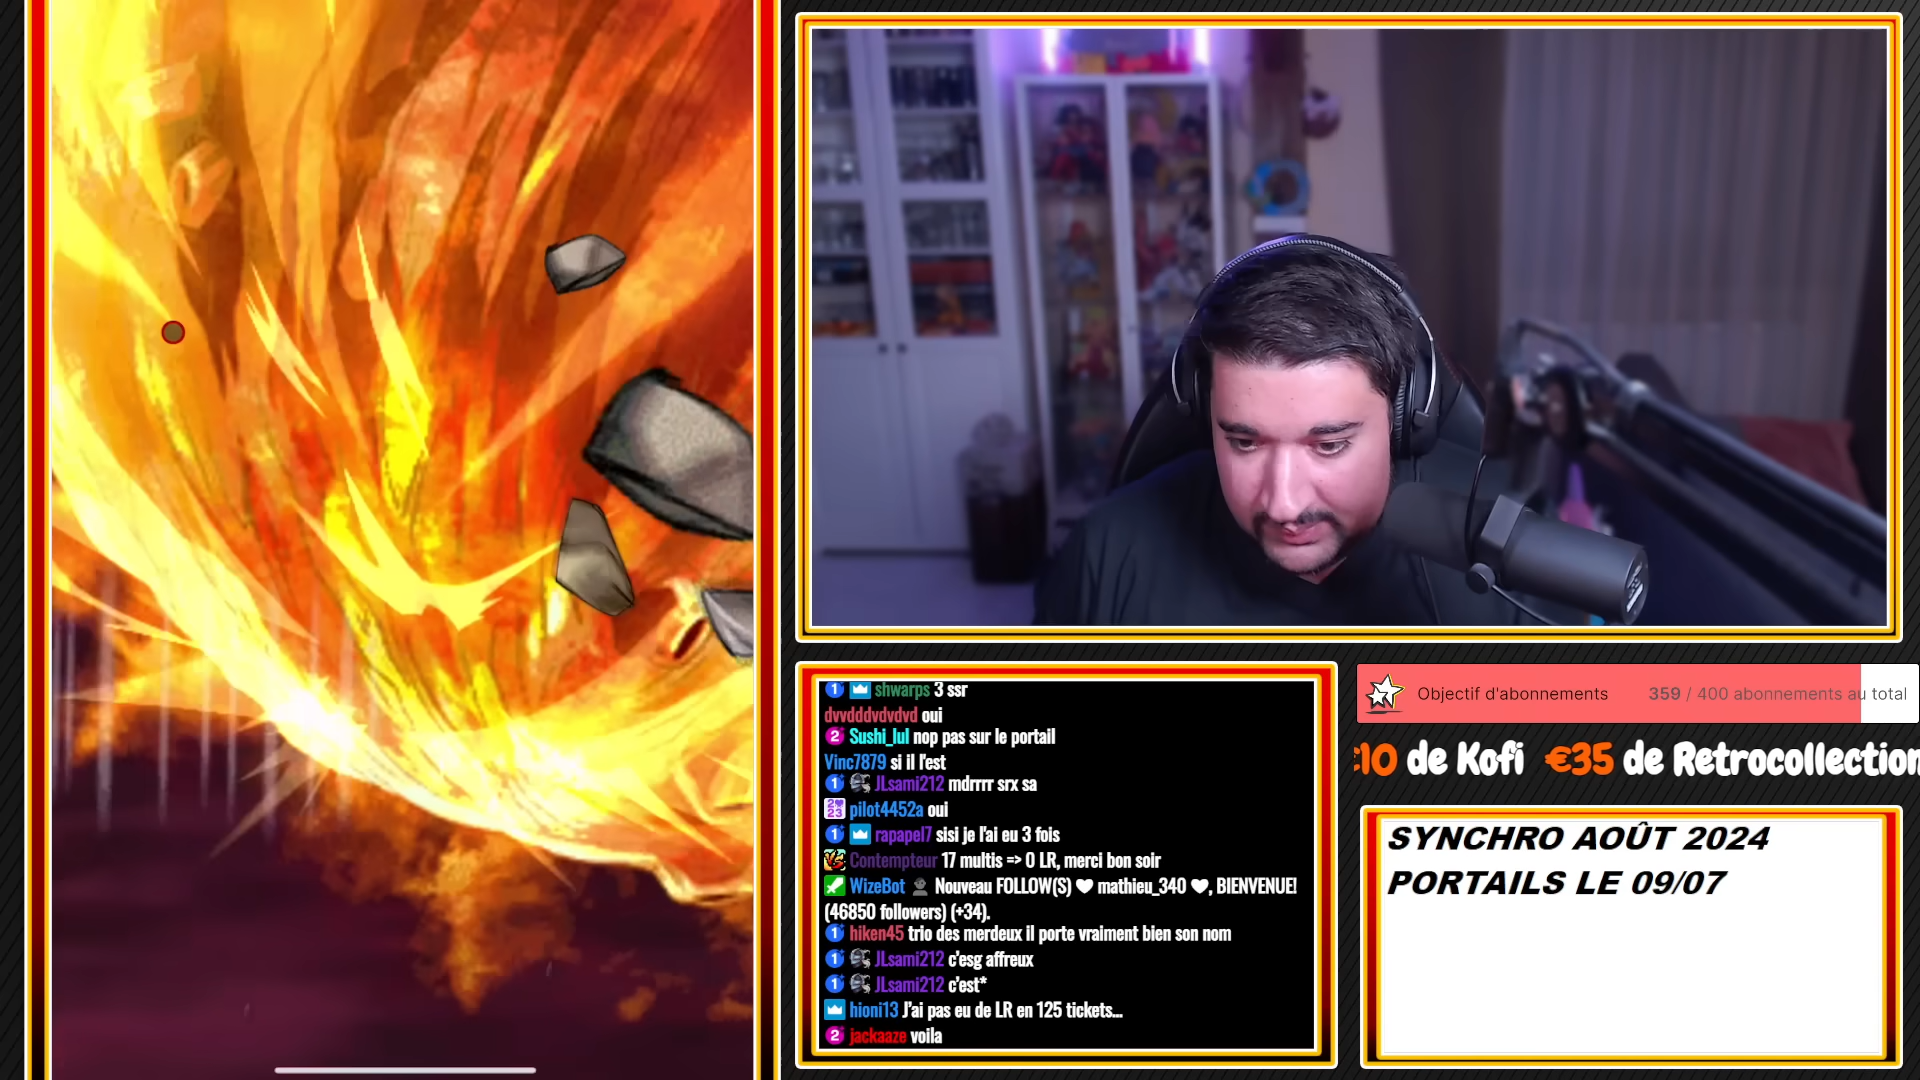 shwarps 3 ssr
dvvdddvdvdvd oui
Sushi_lul nop pas sur le portail
Vinc7879 si il l'est
JLsami212 mdrrrr srx sa
pilot4452a oui
rapapel7 sisi je l'ai eu 3 fois
Contempteur 17 multis => 0 LR, merci bon soir
WizeBot Nouveau FOLLOW(S) ♥ mathieu_340 ♥, BIENVENUE!
(46850 followers) (+34).
hiken45 trio des merdeux il porte vraiment bien son nom
JLsami212 c'esg affreux
JLsami212 c'est*
hioni13 J'ai pas eu de LR en 125 tickets...
jackaaze voila
Objectif d'abonnements 359 / 400 abonnements au total
€10 de Kofi €35 de Retrocollection
SYNCHRO AOÛT 2024
PORTAILS LE 09/07